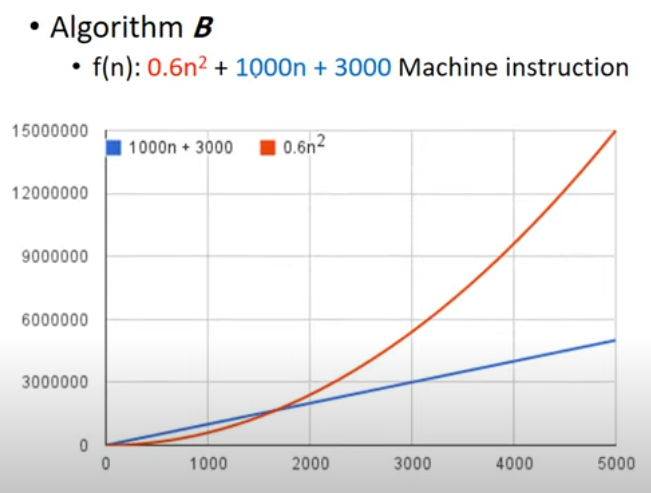 • Algorithm B
• f(n): 0.6n² + 1000n + 3000 Machine instruction
15000000
1000n + 3000 0.6n²
12000000
9000000
6000000
3000000
0
0 1000 2000 3000 4000 5000